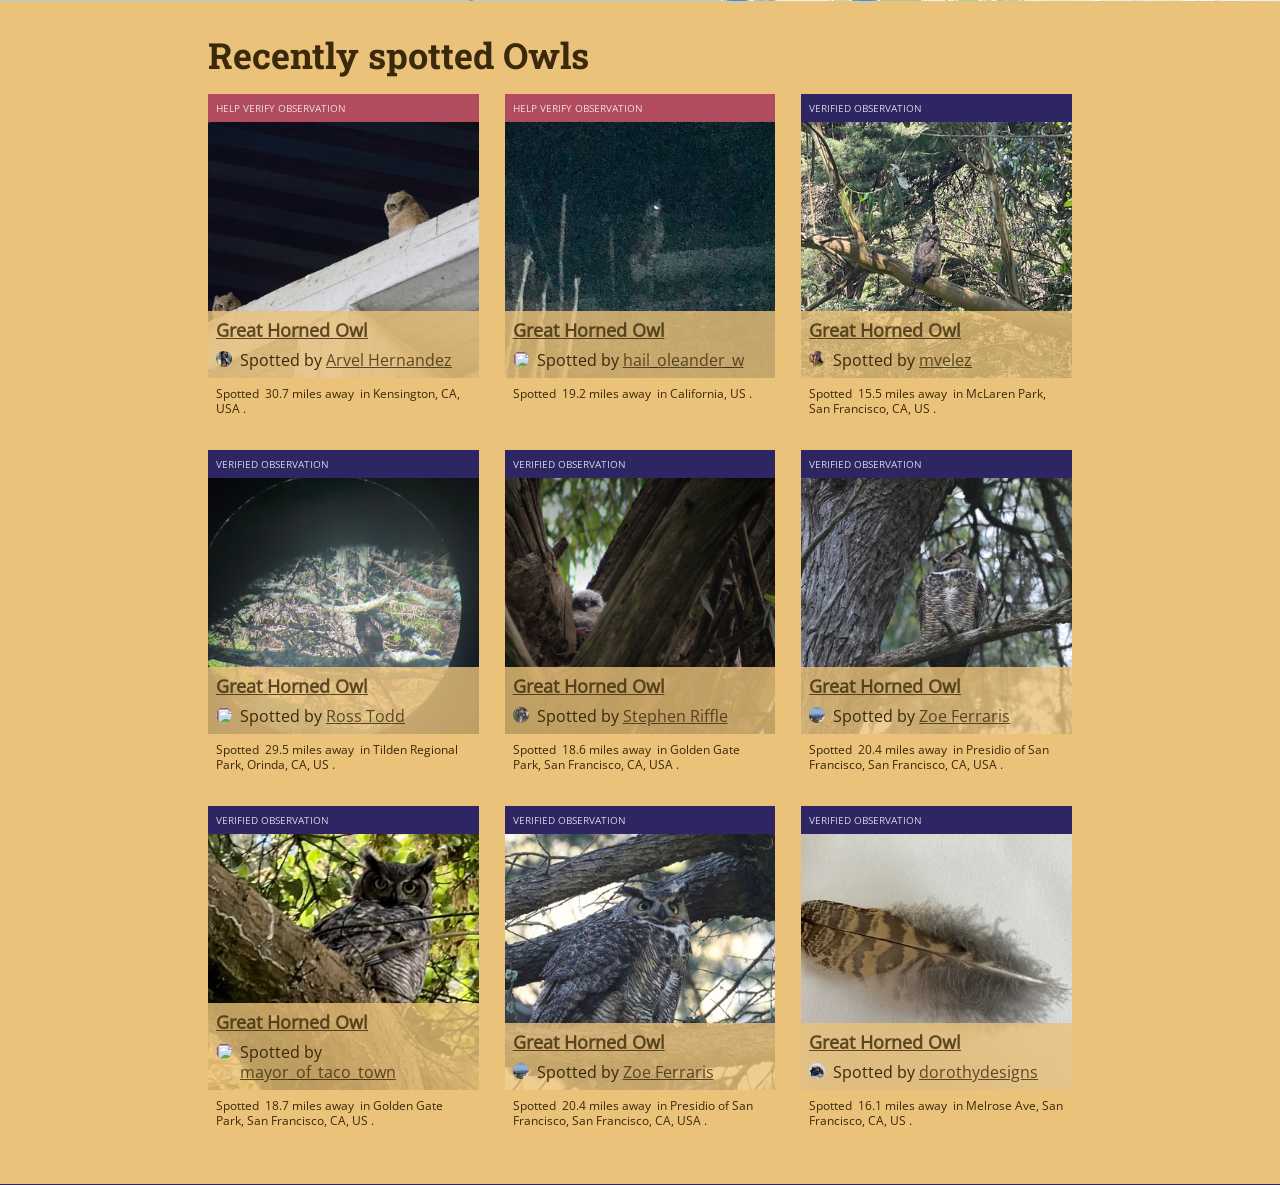 Recently spotted Owls
HELP VERIFY OBSERVATION
Great Horned Owl
Spotted by Arvel Hernandez
Spotted 30.7 miles away in Kensington, CA,
USA .
HELP VERIFY OBSERVATION
Great Horned Owl
Spotted by hail_oleander_w
Spotted 19.2 miles away in California, US .
VERIFIED OBSERVATION
Great Horned Owl
Spotted by mvelez
Spotted 15.5 miles away in McLaren Park,
San Francisco, CA, US .
VERIFIED OBSERVATION
Great Horned Owl
Spotted by Ross Todd
Spotted 29.5 miles away in Tilden Regional
Park, Orinda, CA, US .
VERIFIED OBSERVATION
Great Horned Owl
Spotted by Stephen Riffle
Spotted 18.6 miles away in Golden Gate
Park, San Francisco, CA, USA .
VERIFIED OBSERVATION
Great Horned Owl
Spotted by Zoe Ferraris
Spotted 20.4 miles away in Presidio of San
Francisco, San Francisco, CA, USA .
VERIFIED OBSERVATION
Great Horned Owl
Spotted by
mayor_of_taco_town
Spotted 18.7 miles away in Golden Gate
Park, San Francisco, CA, US .
VERIFIED OBSERVATION
Great Horned Owl
Spotted by Zoe Ferraris
Spotted 20.4 miles away in Presidio of San
Francisco, San Francisco, CA, USA .
VERIFIED OBSERVATION
Great Horned Owl
Spotted by dorothydesigns
Spotted 16.1 miles away in Melrose Ave, San
Francisco, CA, US .